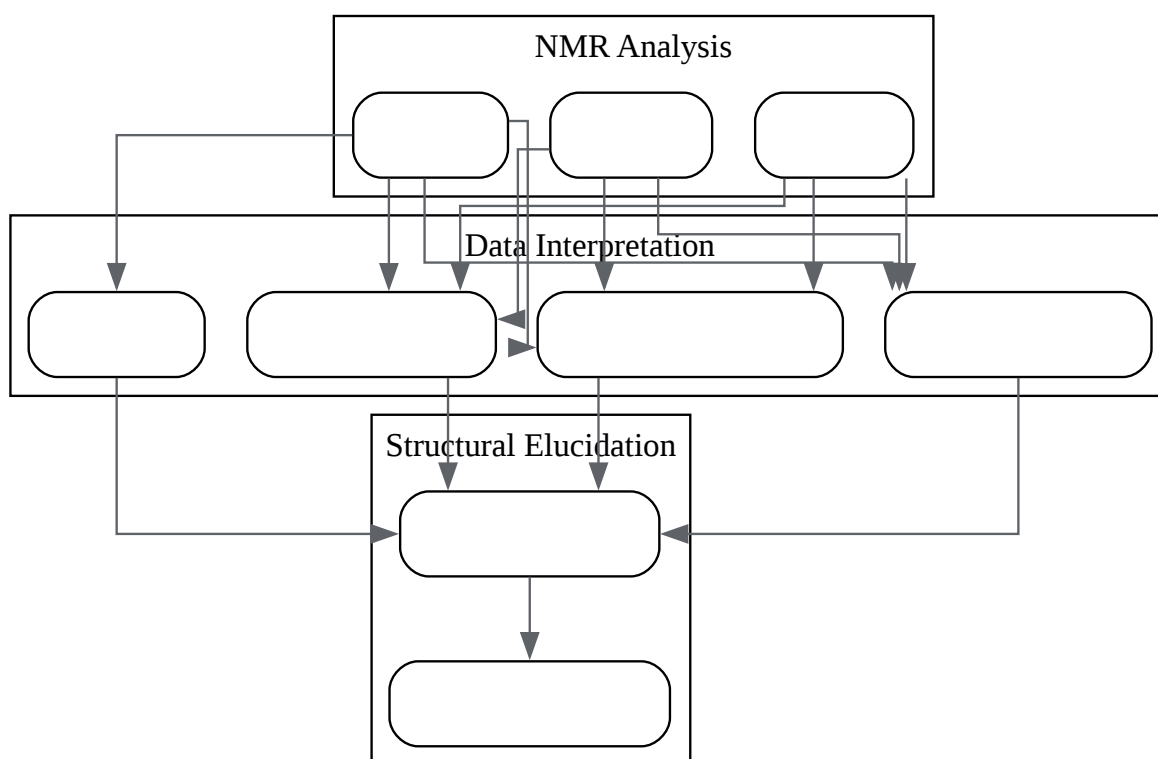 NMR Analysis
Data Interpretation
Structural Elucidation